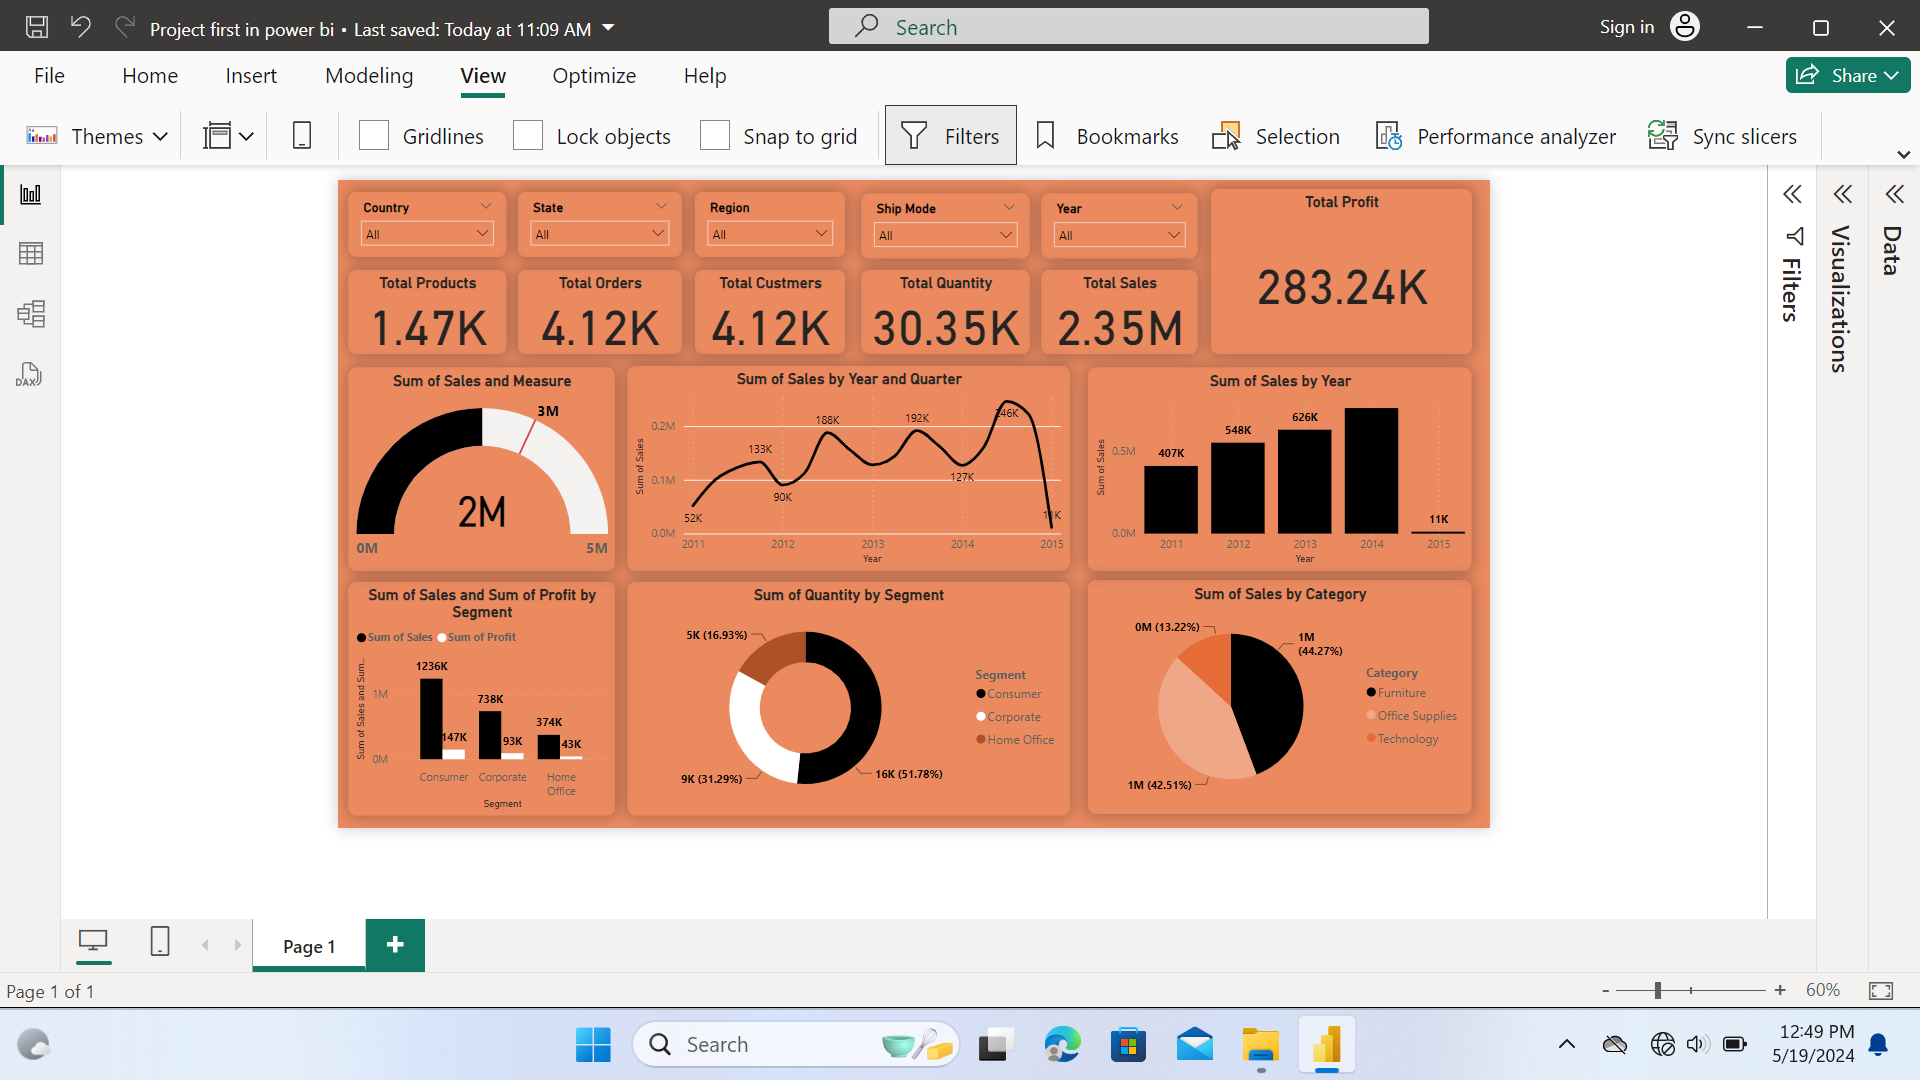 Project first in power bi • Last saved: Today at 11:09 AM
Search
Sign in
File Home Insert Modeling View Optimize Help
Share
Themes
Gridlines
Lock objects
Snap to grid
Filters
Bookmarks
Selection
Performance analyzer
Sync slicers
Country
All
State
All
Region
All
Ship Mode
All
Year
All
Total Profit
283.24K
Total Products
1.47K
Total Orders
4.12K
Total Custmers
4.12K
Total Quantity
30.35K
Total Sales
2.35M
Sum of Sales and Measure
3M
2M
0M
5M
Sum of Sales by Year and Quarter
Sum of Sales
0.2M
0.1M
0.0M
52K
133K
90K
188K
192K
127K
246K
11K
2011 2012 2013 2014 2015
Year
Sum of Sales by Year
Sum of Sales
0.5M
0.0M
407K
548K
626K
11K
2011 2012 2013 2014 2015
Year
Sum of Sales and Sum of Profit by
Segment
Sum of Sales Sum of Profit
Sum of Sales and Sum...
1M
0M
1236K
147K
738K
93K
374K
43K
Consumer Corporate Home
Office
Segment
Sum of Quantity by Segment
5K (16.93%)
9K (31.29%)
16K (51.78%)
Segment
Consumer
Corporate
Home Office
Sum of Sales by Category
0M (13.22%)
1M
(44.27%)
1M (42.51%)
Category
Furniture
Office Supplies
Technology
Filters
Visualizations
Data
DAX
Page 1
+
Page 1 of 1
- + 60%
Search
12:49 PM
5/19/2024